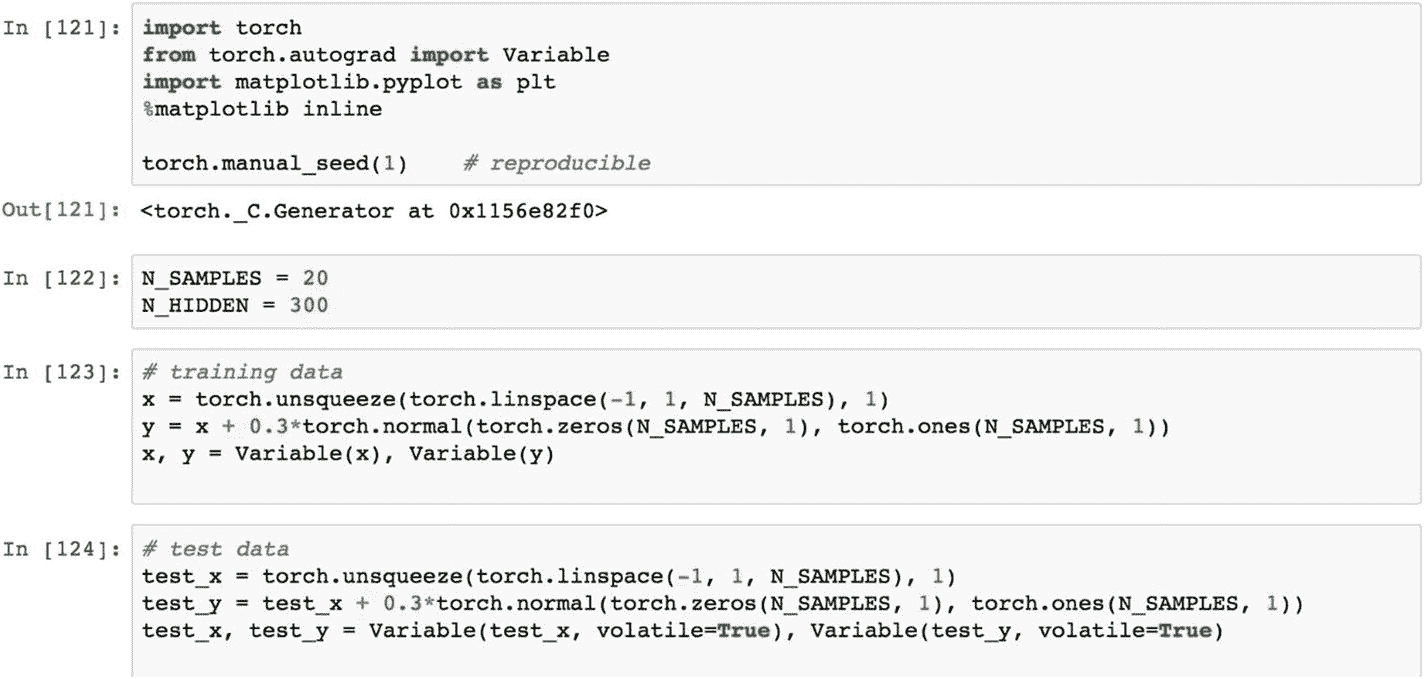 In [121]: import torch
from torch.autograd import Variable
import matplotlib.pyplot as plt
%matplotlib inline
torch.manual_seed(1)    # reproducible
Out[121]: <torch._C.Generator at 0x1156e82f0>
In [122]: N_SAMPLES = 20
N_HIDDEN = 300
In [123]: # training data
x = torch.unsqueeze(torch.linspace(-1, 1, N_SAMPLES), 1)
y = x + 0.3*torch.normal(torch.zeros(N_SAMPLES, 1), torch.ones(N_SAMPLES, 1))
x, y = Variable(x), Variable(y)
In [124]: # test data
test_x = torch.unsqueeze(torch.linspace(-1, 1, N_SAMPLES), 1)
test_y = test_x + 0.3*torch.normal(torch.zeros(N_SAMPLES, 1), torch.ones(N_SAMPLES, 1))
test_x, test_y = Variable(test_x, volatile=True), Variable(test_y, volatile=True)